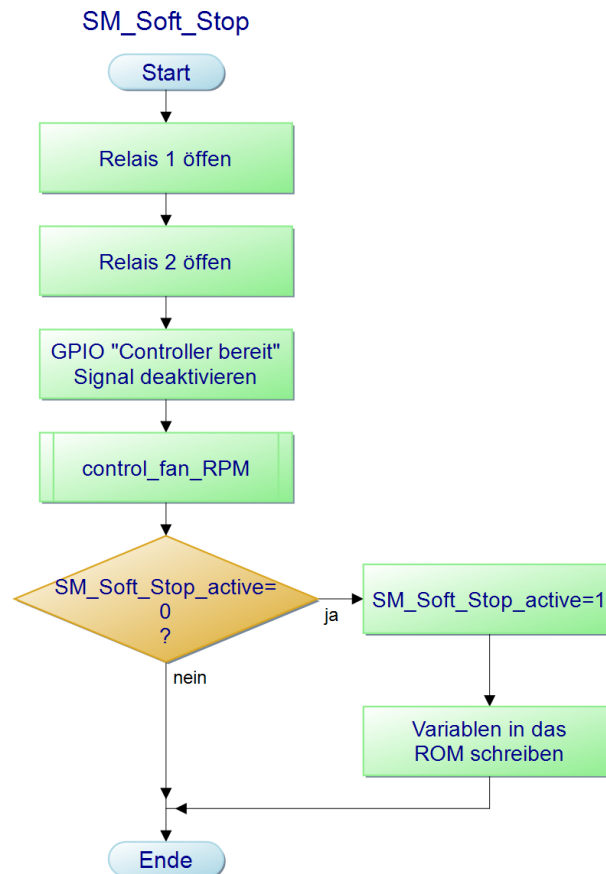 SM_Soft_Stop
Start
Relais 1 öffen
Relais 2 öffen
GPIO "Controller bereit"
Signal deaktivieren
control_fan_RPM
SM_Soft_Stop_active=
0
?
ja
SM_Soft_Stop_active=1
nein
Variablen in das
ROM schreiben
Ende